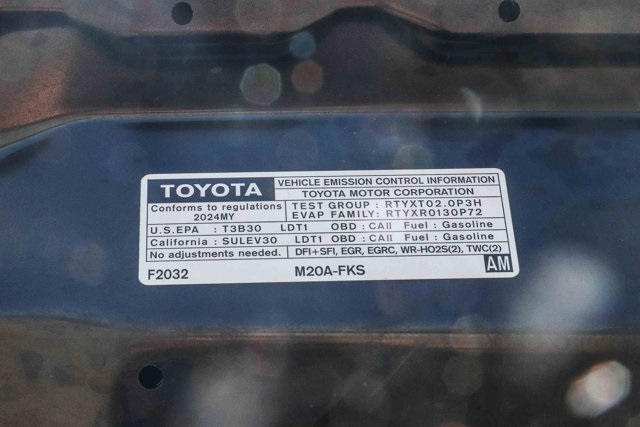 TOYOTA VEHICLE EMISSION CONTROL INFORMATION
TOYOTA MOTOR CORPORATION
Conforms to regulations TEST GROUP : RTYXT02.0P3H
2024MY EVAP FAMILY: RTYXR0130P72
U.S.EPA : T3B30 LDT1 OBD : CAII Fuel : Gasoline
California : SULEV30 LDT1 OBD : CAII Fuel : Gasoline
No adjustments needed. DFI+SFI, EGR, EGRC, WR-HO2S(2), TWC(2)
F2032 M20A-FKS AM